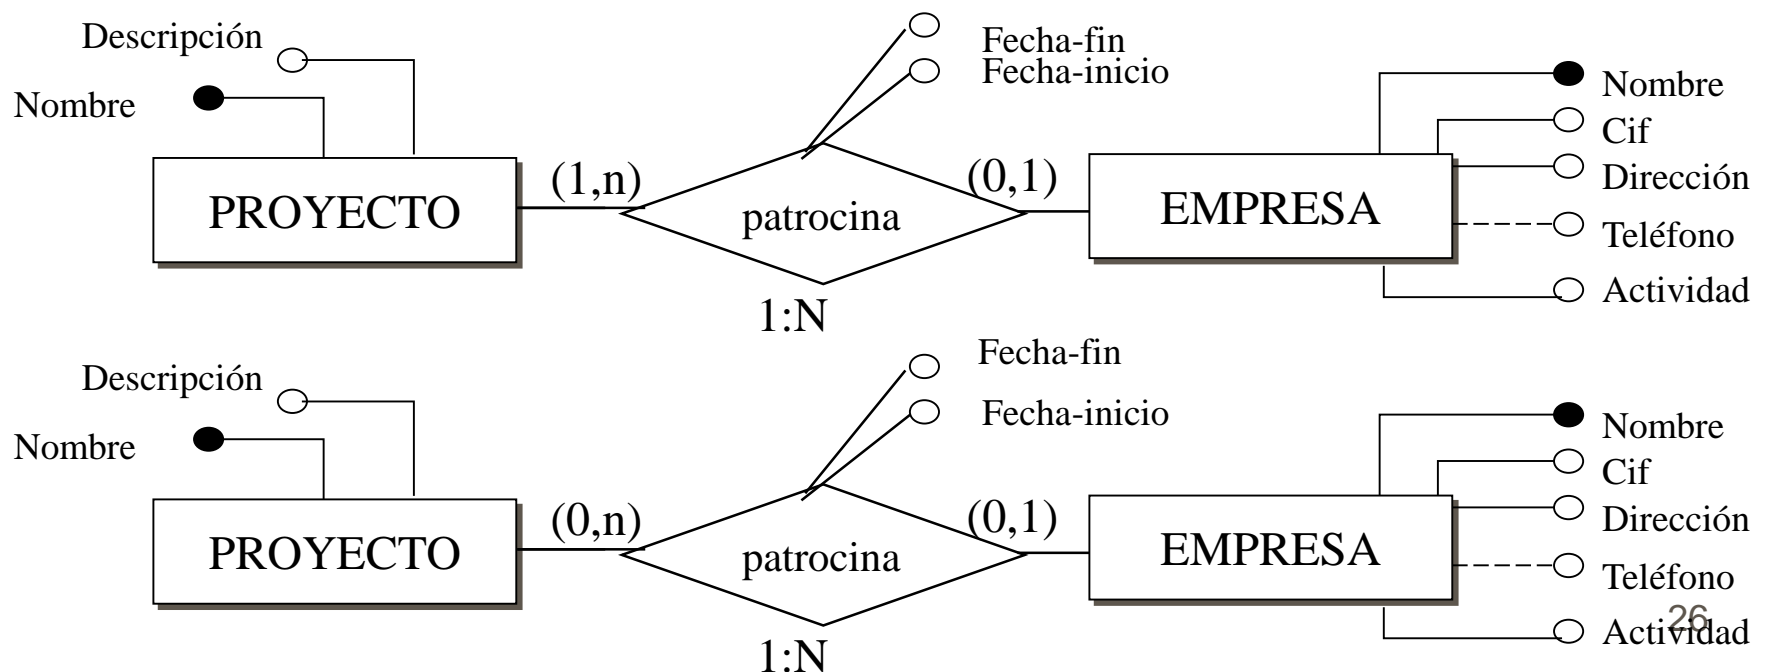 Descripción
Nombre
Fecha-fin
Fecha-inicio
Nombre
Cif
Dirección
Teléfono
Actividad
PROYECTO
(1,n)
patrocina
(0,1)
EMPRESA
1:N
Descripción
Nombre
Fecha-fin
Fecha-inicio
Nombre
Cif
Dirección
Teléfono
Actividad
PROYECTO
(0,n)
patrocina
(0,1)
EMPRESA
1:N
26